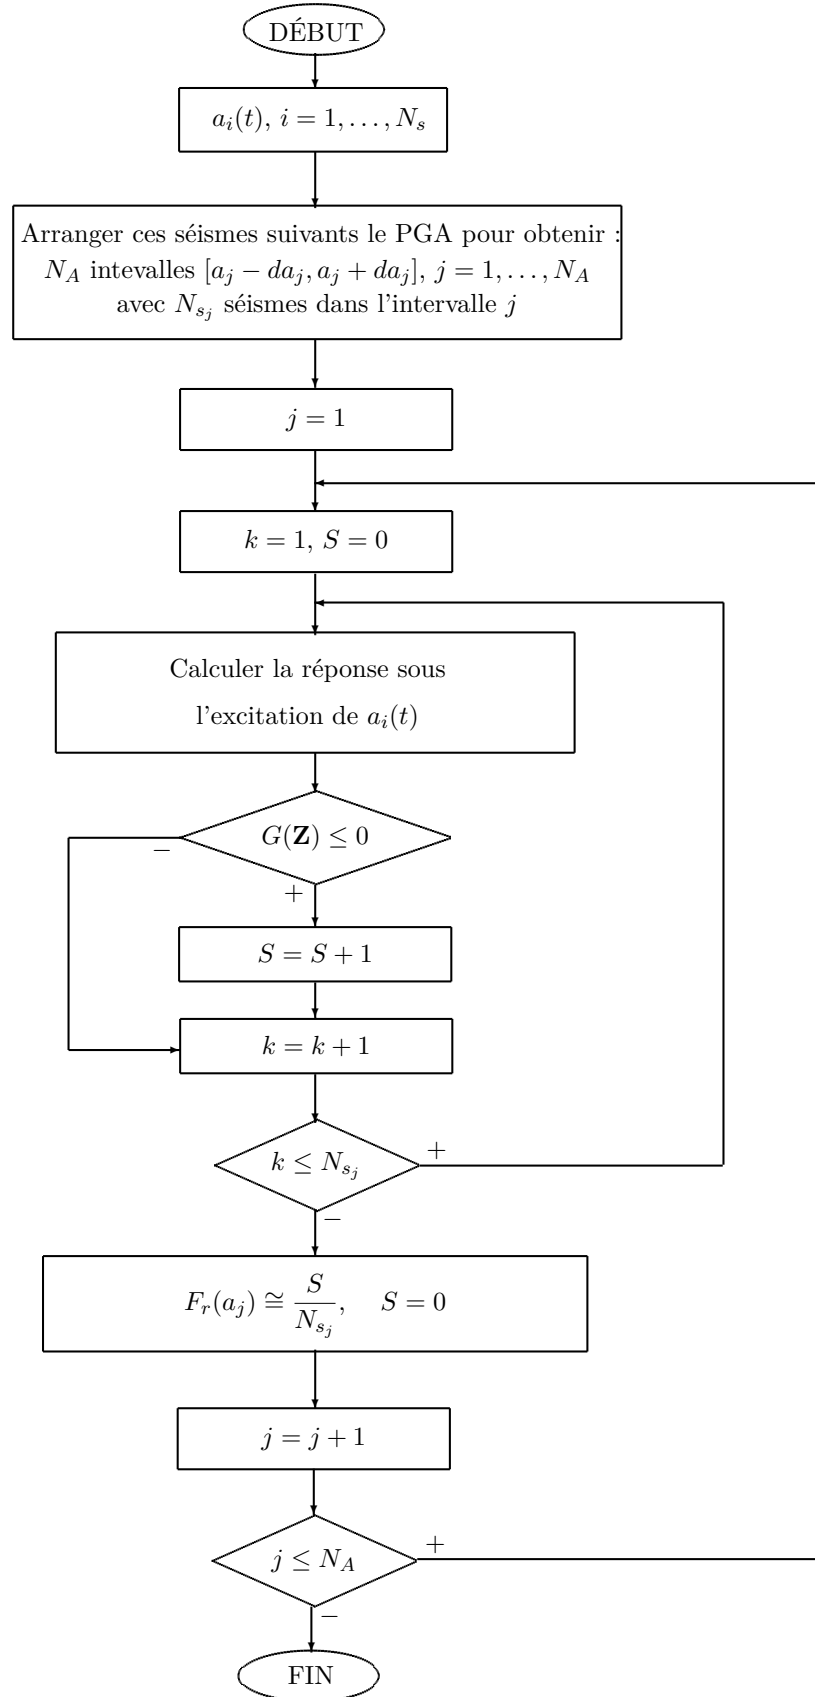 DÉBUT
a_i(t), i = 1, . . . , N_s
Arranger ces séismes suivants le PGA pour obtenir :
N_A intevalles [a_j − da_j, a_j + da_j], j = 1, . . . , N_A
avec N_{s_j} séismes dans l'intervalle j
j = 1
k = 1, S = 0
Calculer la réponse sous
l'excitation de a_i(t)
G(Z) ≤ 0
−
+
S = S + 1
k = k + 1
k ≤ N_{s_j}
+
−
F_r(a_j) ≅ S/N_{s_j}, S = 0
j = j + 1
j ≤ N_A
+
−
FIN